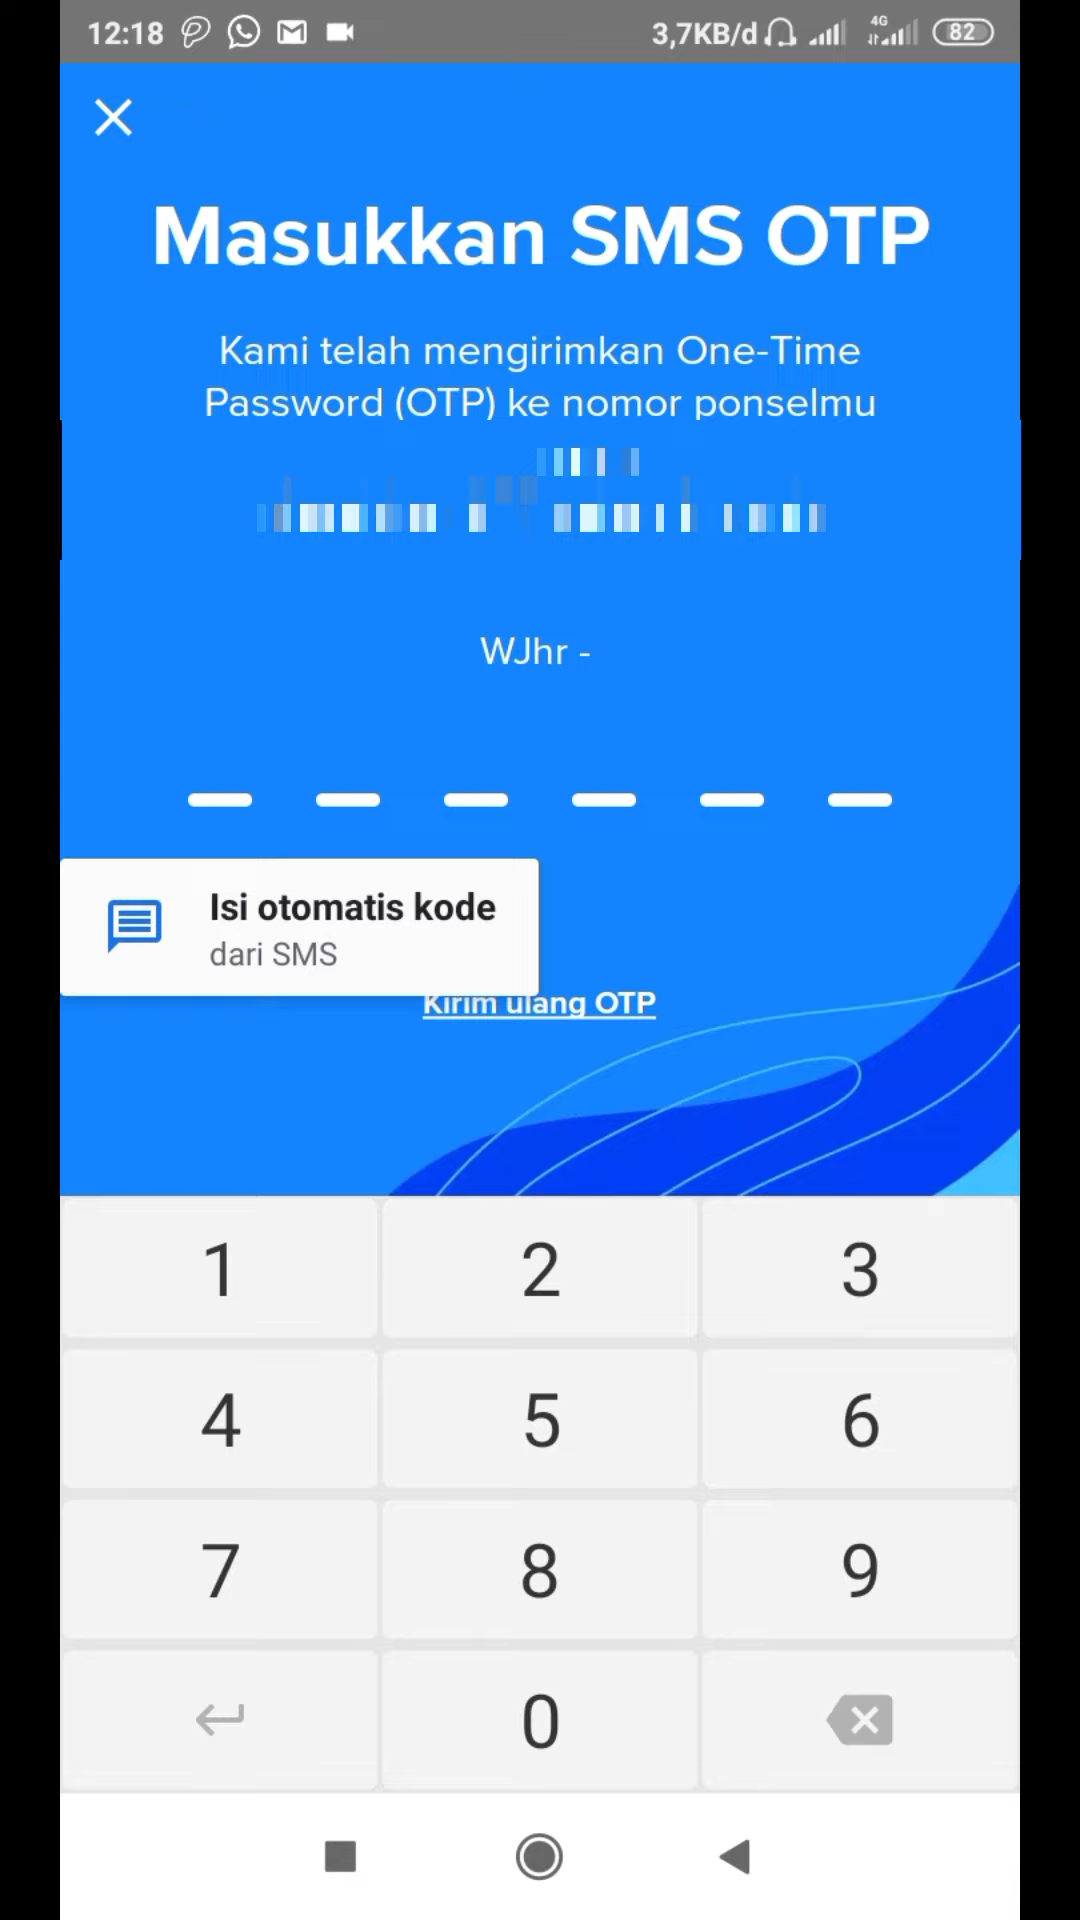 12:18 3,7KB/d 4G 82
Masukkan SMS OTP
Kami telah mengirimkan One-Time
Password (OTP) ke nomor ponselmu
WJhr -
Isi otomatis kode
dari SMS
Kirim ulang OTP
1 2 3
4 5 6
7 8 9
0